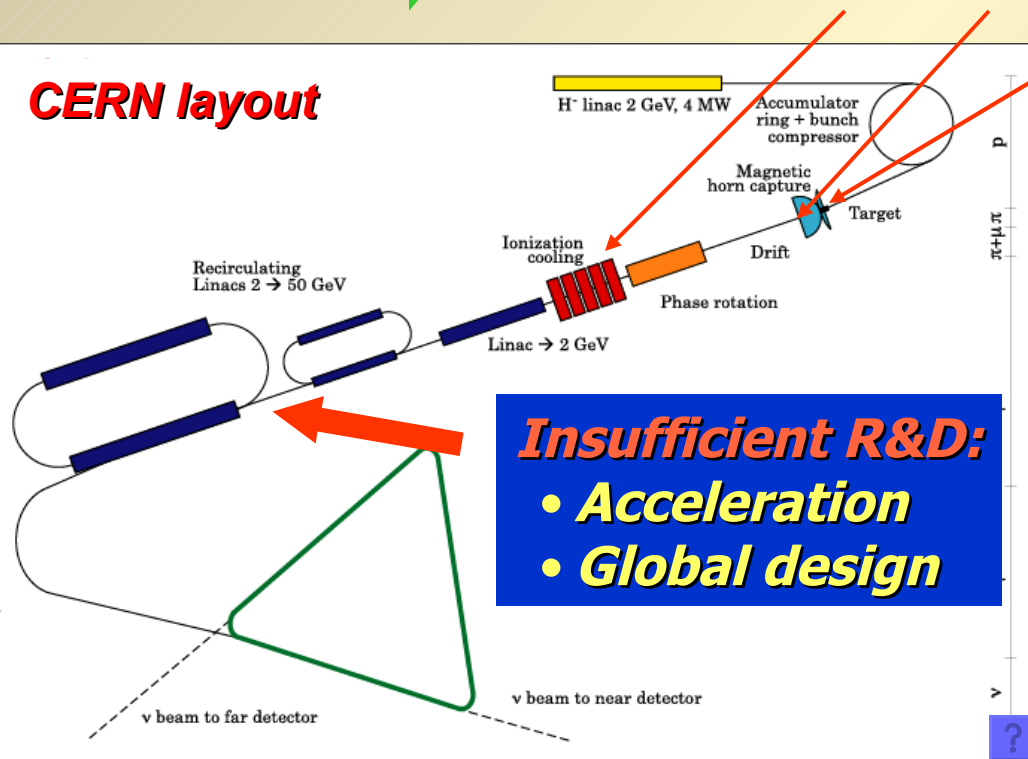 CERN layout
H⁻ linac 2 GeV, 4 MW
Accumulator
ring + bunch
compressor
Magnetic
horn capture
Target
p
π+μ π
Drift
Ionization
cooling
Phase rotation
Recirculating
Linacs 2 → 50 GeV
Linac → 2 GeV
Insufficient R&D:
• Acceleration
• Global design
ν beam to near detector
ν
ν beam to far detector
?